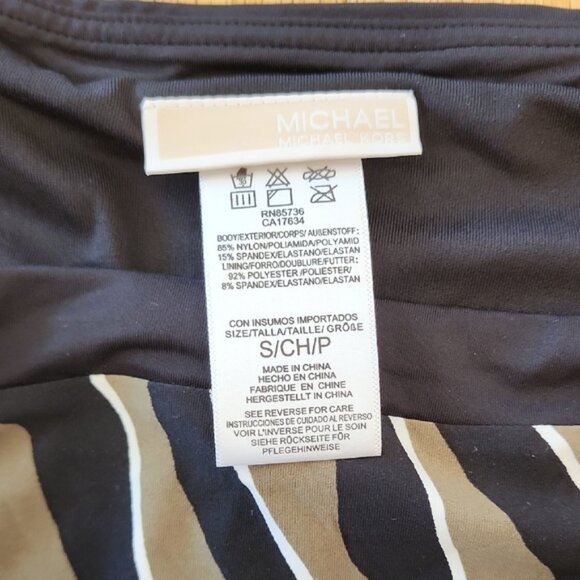 MICHAEL
MICHAEL KORS
RN85736
CA17634
BODY/EXTERIOR/CORPS/ AUßENSTOFF:
85% NYLON/POLIAMIDA/POLYAMID
15% SPANDEX/ELASTANO/ELASTAN
LINING/FORRO/DOUBLURE/FUTTER:
92% POLYESTER /POLIESTER/
8% SPANDEX/ELASTANO/ELASTAN
CON INSUMOS IMPORTADOS
SIZE/TALLA/TAILLE/ GRÖßE
S/CH/P
MADE IN CHINA
HECHO EN CHINA
FABRIQUE EN CHINE
HERGESTELLT IN CHINA
SEE REVERSE FOR CARE
INSTRUCCIONES DE CUIDADO AL REVERSO
VOIR L'INVERSE POUR LE SOIN
SIEHE RÜCKSEITE FÜR
PFLEGEHINWEISE